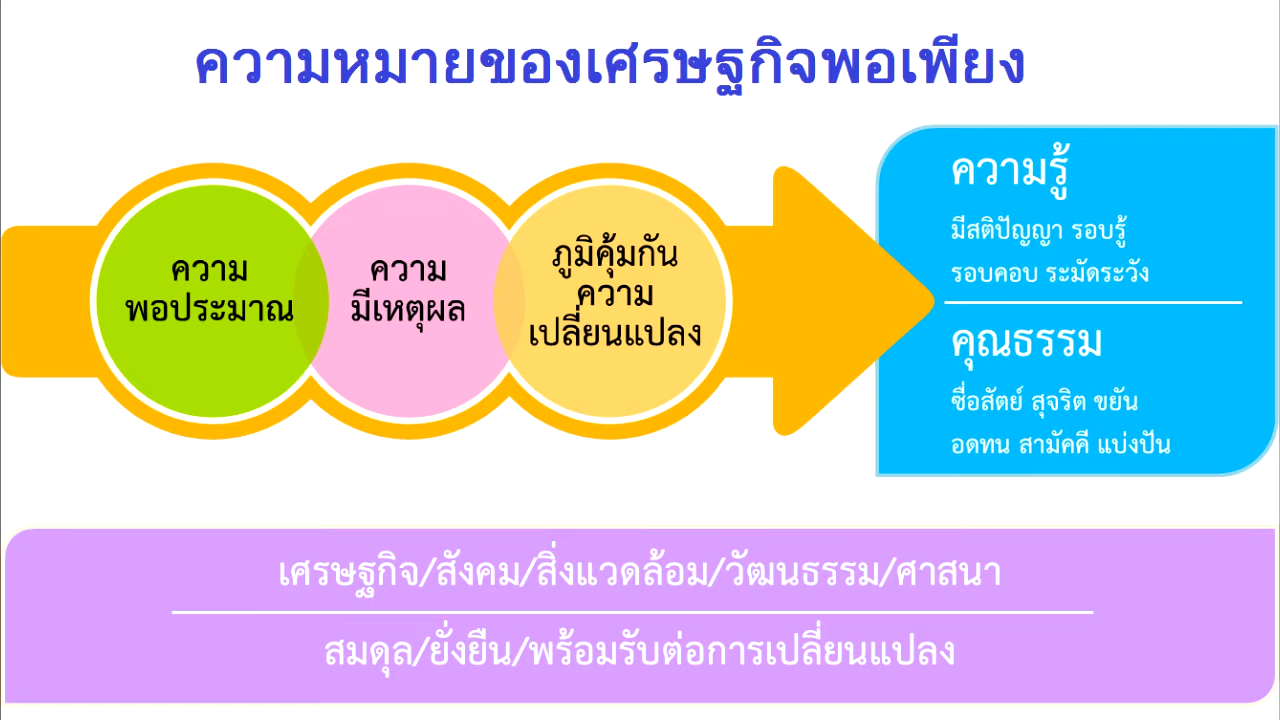 ความหมายของเศรษฐกิจพอเพียง
ความ
พอประมาณ
ความ
มีเหตุผล
ภูมิคุ้มกัน
ความ
เปลี่ยนแปลง
ความรู้
มีสติปัญญา รอบรู้
รอบคอบ ระมัดระวัง
คุณธรรม
ซื่อสัตย์ สุจริต ขยัน
อดทน สามัคคี แบ่งปัน
เศรษฐกิจ/สังคม/สิ่งแวดล้อม/วัฒนธรรม/ศาสนา
สมดุล/ยั่งยืน/พร้อมรับต่อการเปลี่ยนแปลง